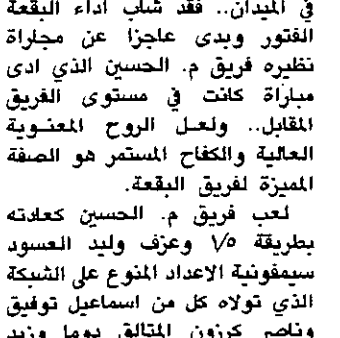 في الميدان.. فقد شاب اداء البقعة
الفتور وبدى عاجزا عن مجاراة
نظيره فريق م. الحسين الذي ادى
مباراة كانت في مستوى الفريق
المقابل.. ولعل الروح المعنوية
العالية والكفاح المستمر هو الصفة
المميزة لفريق البقعة.
لعب فريق م. الحسين كعادته
بطريقة ١/٥ وعزف وليد العسود
سيمفونية الاعداد المنوع على الشبكة
الذي تولاه كل من اسماعيل توفيق
وناصر كرزون المتالق دوما وزيد